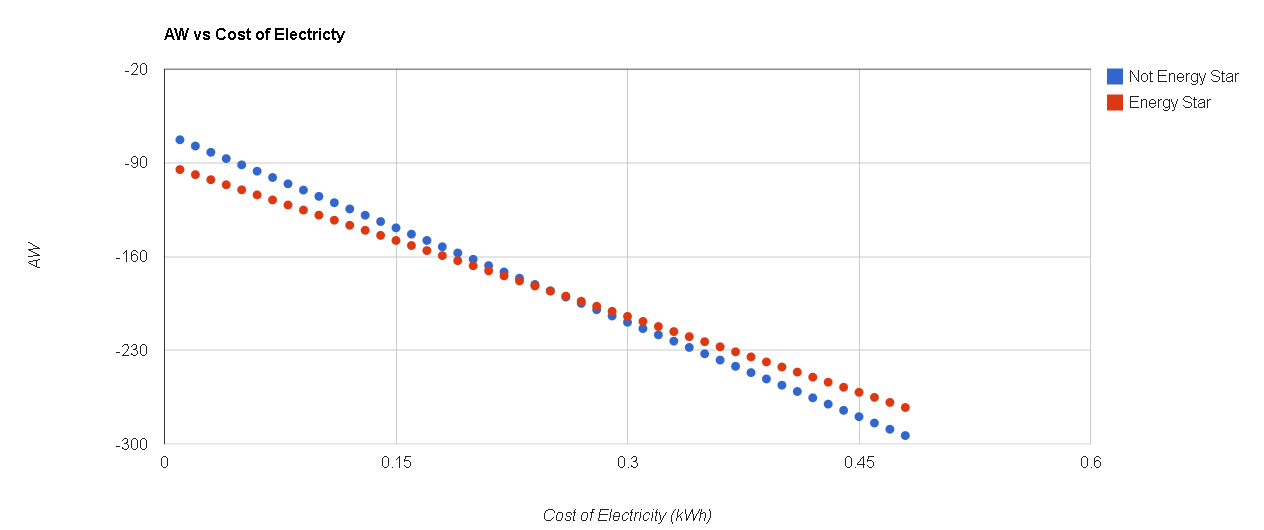 AW vs Cost of Electricty
-20
-90
-160
-230
-300
AW
0 0.15 0.3 0.45 0.6
Cost of Electricity (kWh)
Not Energy Star
Energy Star